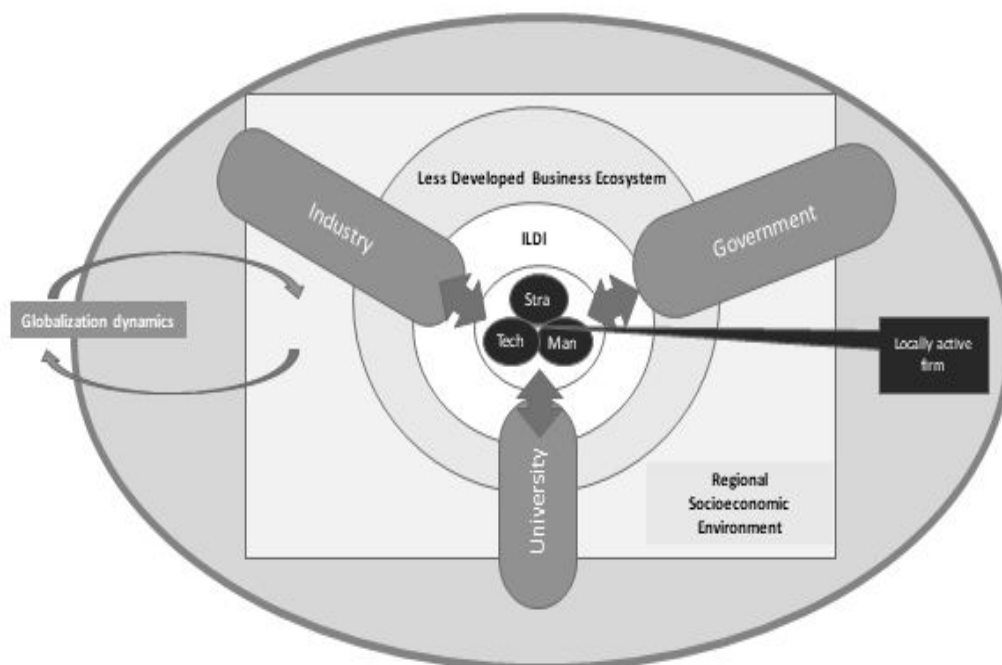 Less Developed Business Ecosystem
Industry
Government
ILDI
Stra
Tech
Man
Globalization dynamics
Locally active
firm
University
Regional
Socioeconomic
Environment